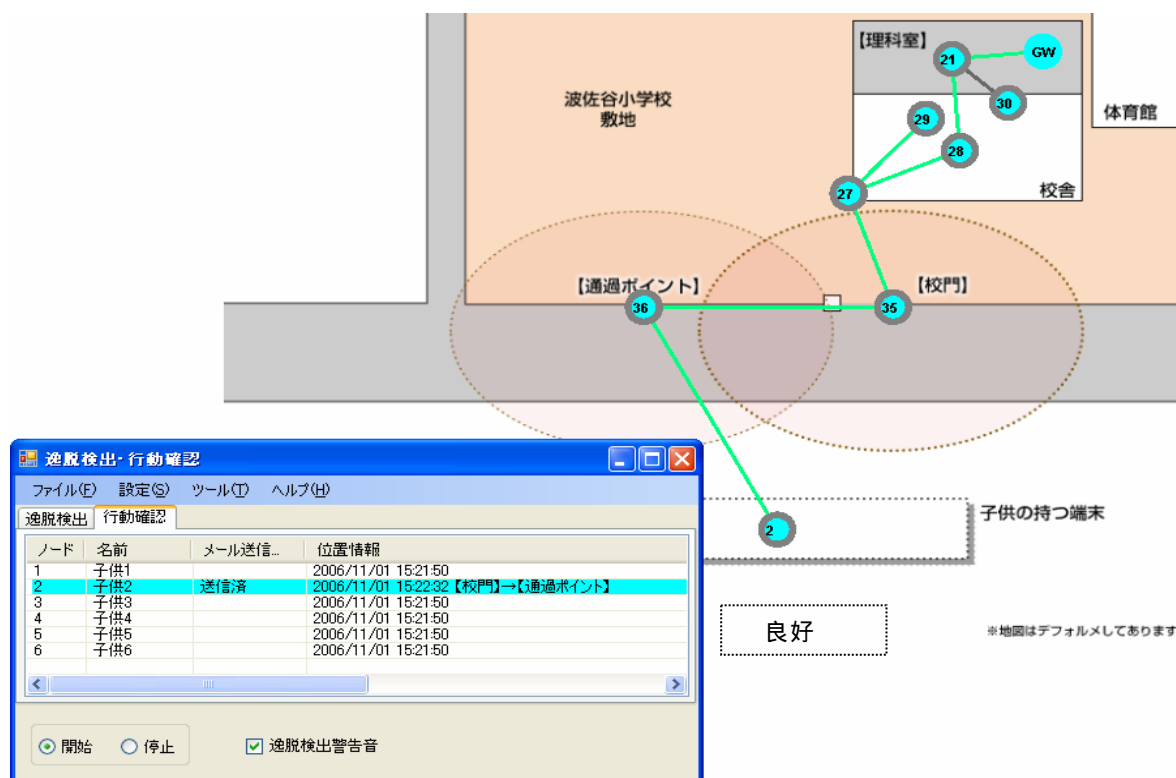 【理科室】
GW
21
30
波佐谷小学校
敷地
体育館
29
28
27
校舎
【通過ポイント】
【校門】
36
35
逸脱検出・行動確認
ファイル(F) 設定(S) ツール(T) ヘルプ(H)
逸脱検出 行動確認
ノード 名前 メール送信... 位置情報
1 子供1 2006/11/01 15:21:50
2 子供2 送信済 2006/11/01 15:22:32 【校門】→【通過ポイント】
3 子供3 2006/11/01 15:21:50
4 子供4 2006/11/01 15:21:50
5 子供5 2006/11/01 15:21:50
6 子供6 2006/11/01 15:21:50
開始 停止 逸脱検出警告音
2
子供の持つ端末
良好
※地図はデフォルメしてあります